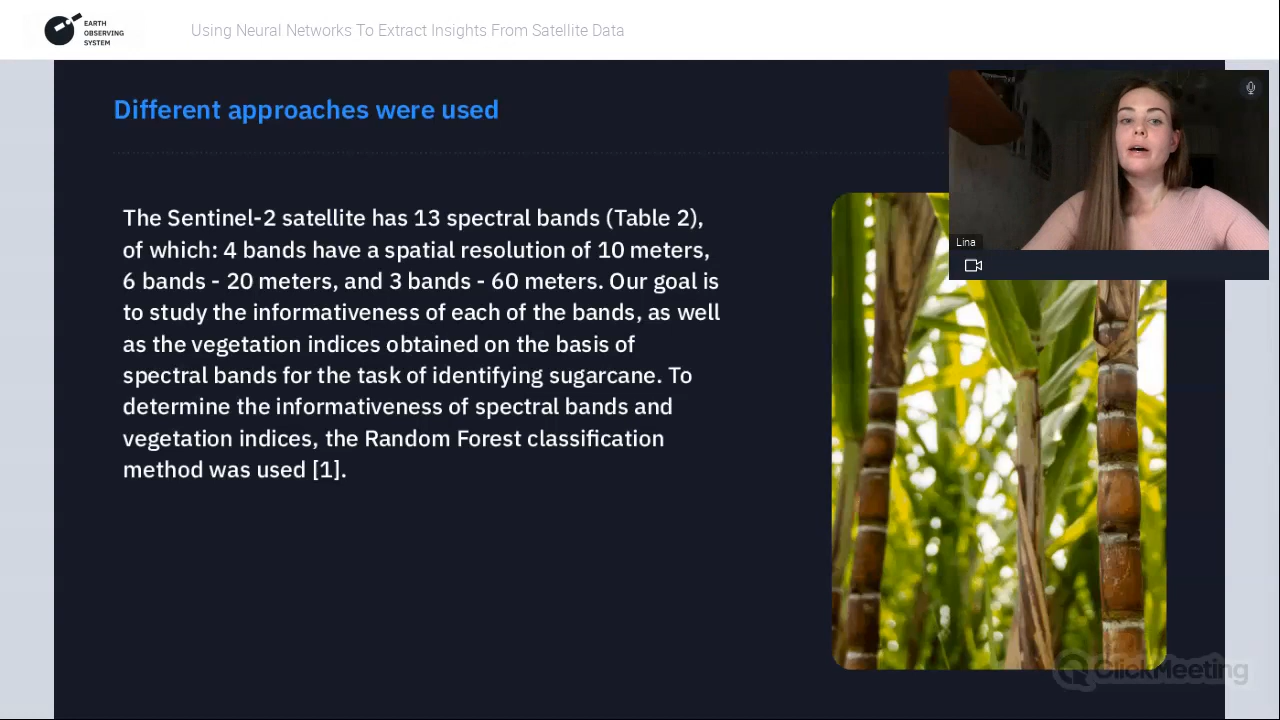 EARTH
OBSERVING
SYSTEM
Using Neural Networks To Extract Insights From Satellite Data
Different approaches were used
The Sentinel-2 satellite has 13 spectral bands (Table 2),
of which: 4 bands have a spatial resolution of 10 meters,
6 bands - 20 meters, and 3 bands - 60 meters. Our goal is
to study the informativeness of each of the bands, as well
as the vegetation indices obtained on the basis of
spectral bands for the task of identifying sugarcane. To
determine the informativeness of spectral bands and
vegetation indices, the Random Forest classification
method was used [1].
Lina
ClickMeeting